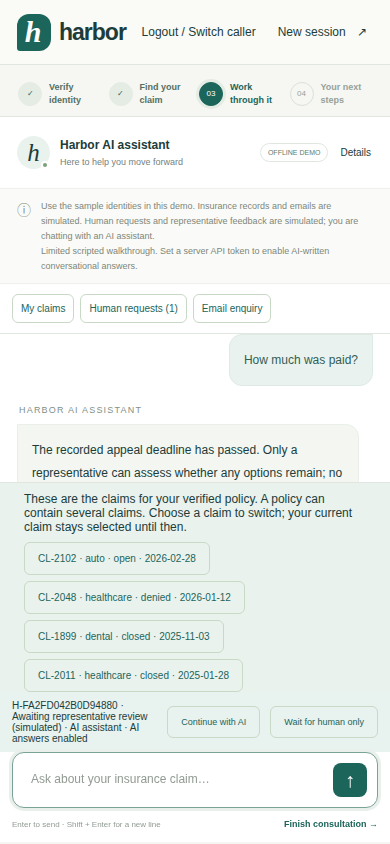 h harbor Logout / Switch caller New session ↗
✓ Verify identity
✓ Find your claim
03 Work through it
04 Your next steps
h Harbor AI assistant
Here to help you move forward
OFFLINE DEMO Details
ⓘ Use the sample identities in this demo. Insurance records and emails are
simulated. Human requests and representative feedback are simulated; you are
chatting with an AI assistant.
Limited scripted walkthrough. Set a server API token to enable AI-written
conversational answers.
My claims Human requests (1) Email enquiry
How much was paid?
HARBOR AI ASSISTANT
The recorded appeal deadline has passed. Only a
representative can assess whether any options remain; no
These are the claims for your verified policy. A policy can
contain several claims. Choose a claim to switch; your current
claim stays selected until then.
CL-2102 · auto · open · 2026-02-28
CL-2048 · healthcare · denied · 2026-01-12
CL-1899 · dental · closed · 2025-11-03
CL-2011 · healthcare · closed · 2025-01-28
H-FA2FD042B0D94880 ·
Awaiting representative review
(simulated) · AI assistant · AI
answers enabled
Continue with AI Wait for human only
Ask about your insurance claim… ↑
Enter to send · Shift + Enter for a new line Finish consultation →